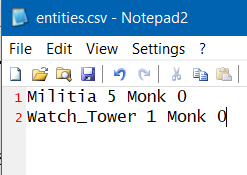 entities.csv - Notepad2
File Edit View Settings ?
1 Militia 5 Monk 0
2 Watch_Tower 1 Monk 0